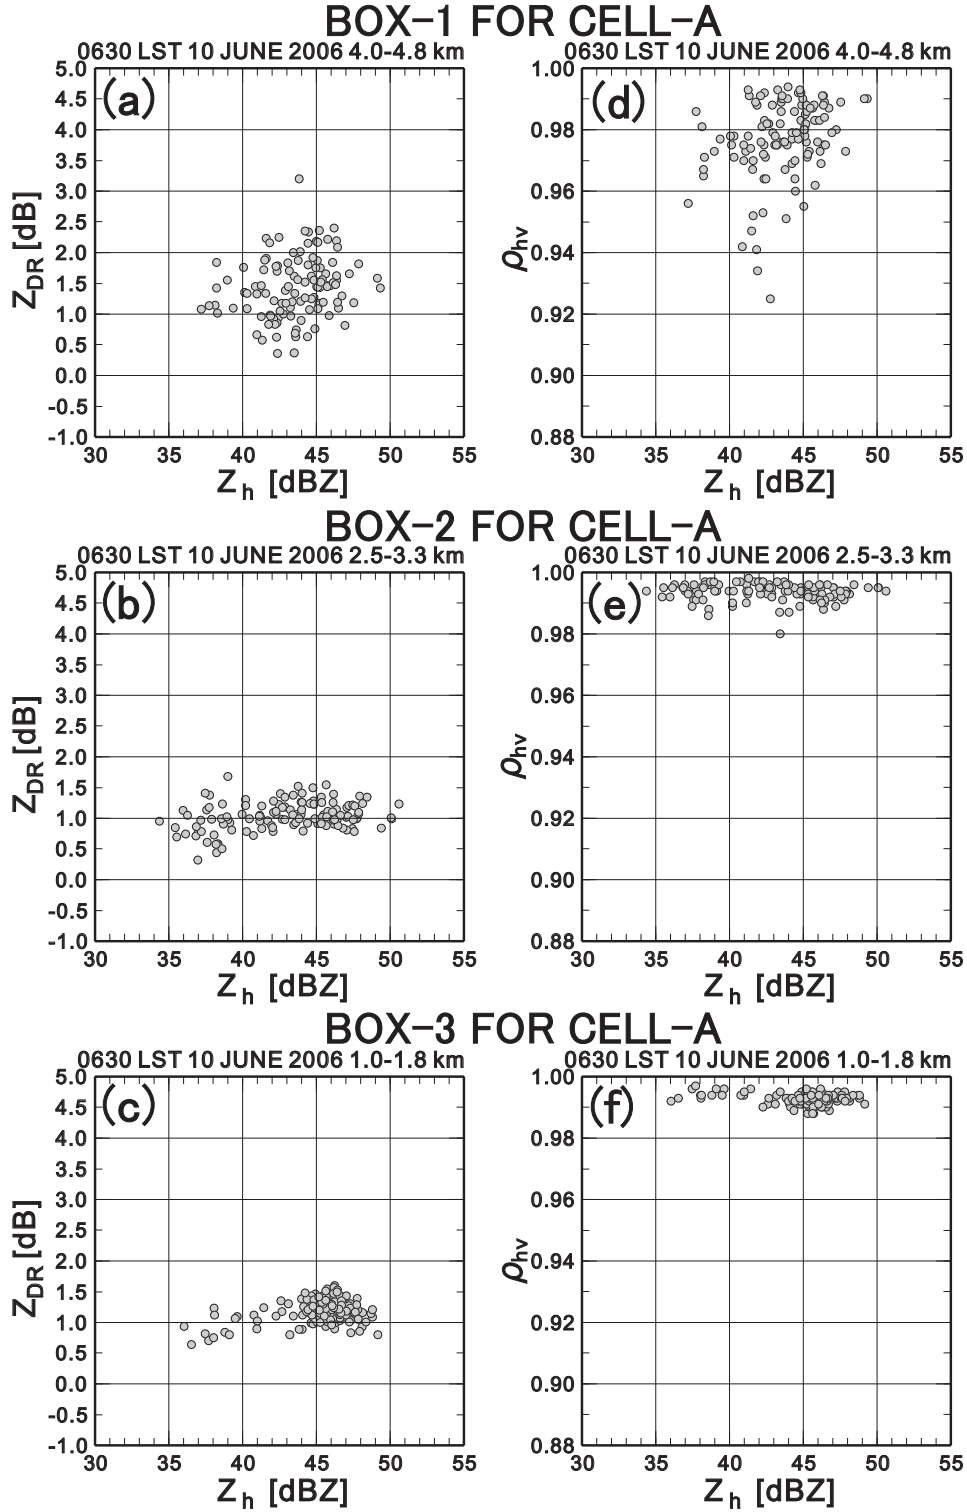 BOX-1 FOR CELL-A
0630 LST 10 JUNE 2006 4.0-4.8 km
0630 LST 10 JUNE 2006 4.0-4.8 km
(a)
5.0
4.5
4.0
3.5
3.0
2.5
2.0
1.5
1.0
0.5
0.0
-0.5
-1.0
Z_DR [dB]
30 35 40 45 50 55
Z_h [dBZ]
(d)
1.00
0.98
0.96
0.94
0.92
0.90
0.88
ρ_hv
30 35 40 45 50 55
Z_h [dBZ]
BOX-2 FOR CELL-A
0630 LST 10 JUNE 2006 2.5-3.3 km
0630 LST 10 JUNE 2006 2.5-3.3 km
(b)
5.0
4.5
4.0
3.5
3.0
2.5
2.0
1.5
1.0
0.5
0.0
-0.5
-1.0
Z_DR [dB]
30 35 40 45 50 55
Z_h [dBZ]
(e)
1.00
0.98
0.96
0.94
0.92
0.90
0.88
ρ_hv
30 35 40 45 50 55
Z_h [dBZ]
BOX-3 FOR CELL-A
0630 LST 10 JUNE 2006 1.0-1.8 km
0630 LST 10 JUNE 2006 1.0-1.8 km
(c)
5.0
4.5
4.0
3.5
3.0
2.5
2.0
1.5
1.0
0.5
0.0
-0.5
-1.0
Z_DR [dB]
30 35 40 45 50 55
Z_h [dBZ]
(f)
1.00
0.98
0.96
0.94
0.92
0.90
0.88
ρ_hv
30 35 40 45 50 55
Z_h [dBZ]